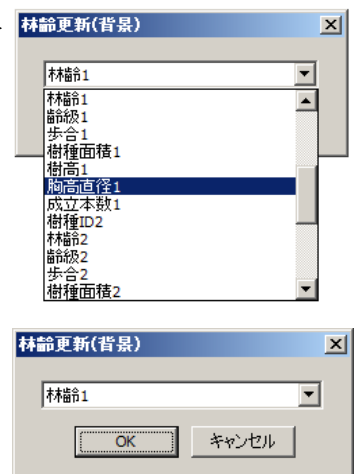 林齢更新(背景)
林齢1
林齢1
齢級1
歩合1
樹種面積1
樹高1
胸高直径1
成立本数1
樹種ID2
林齢2
齢級2
歩合2
樹種面積2
林齢更新(背景)
林齢1
OK キャンセル